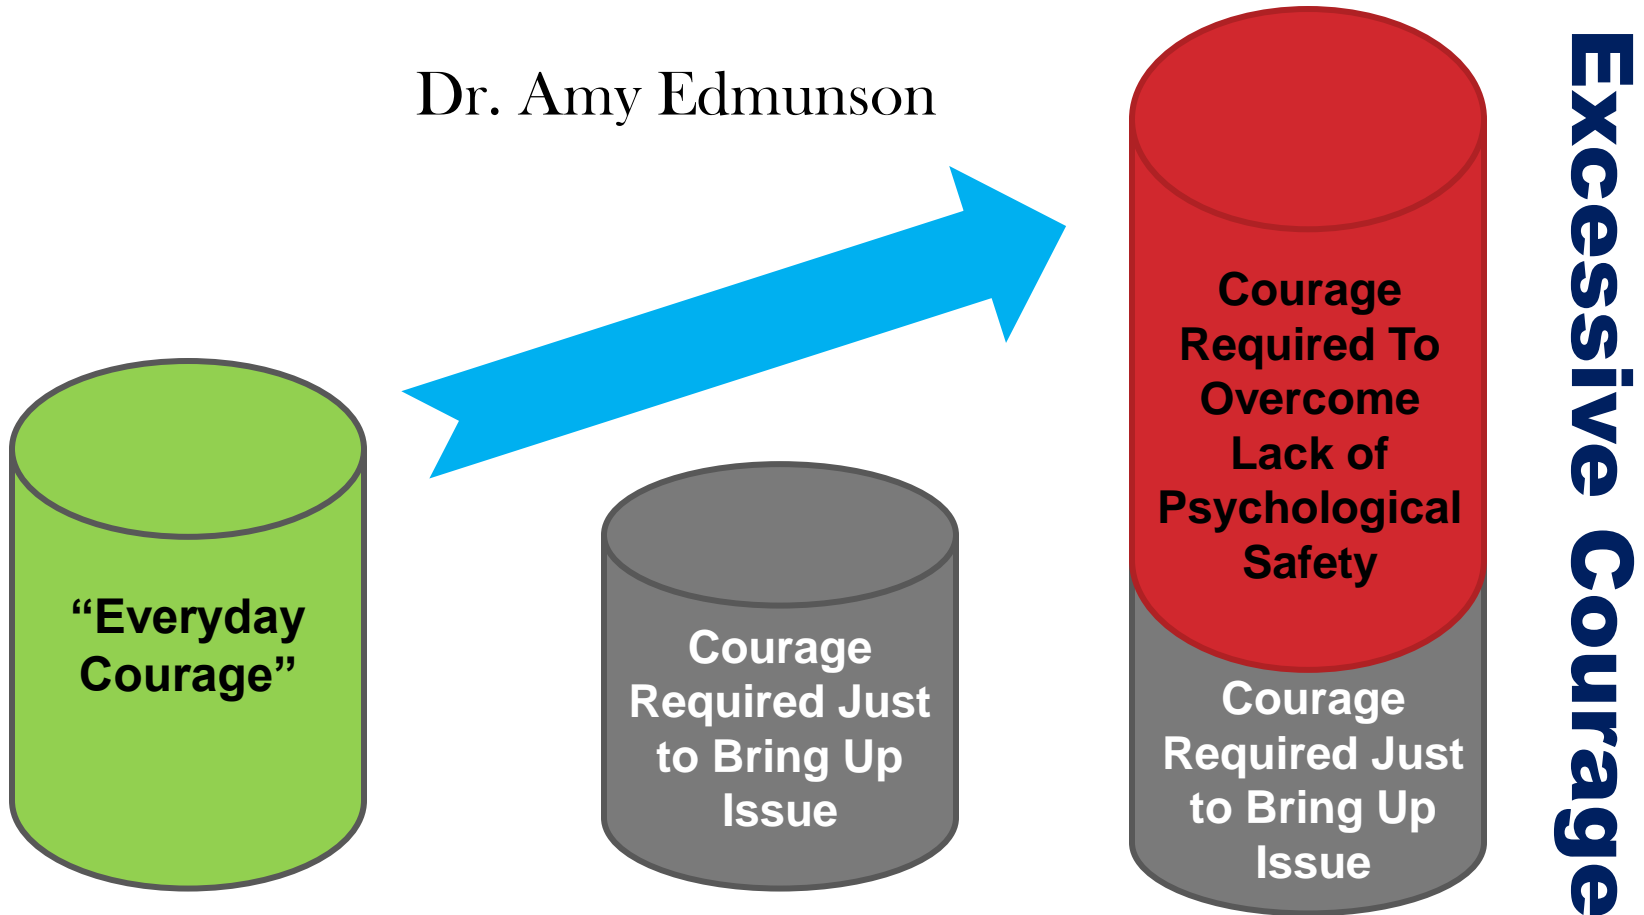 Dr. Amy Edmunson
“Everyday
Courage”
Courage
Required Just
to Bring Up
Issue
Courage
Required To
Overcome
Lack of
Psychological
Safety
Courage
Required Just
to Bring Up
Issue
Excessive Courage